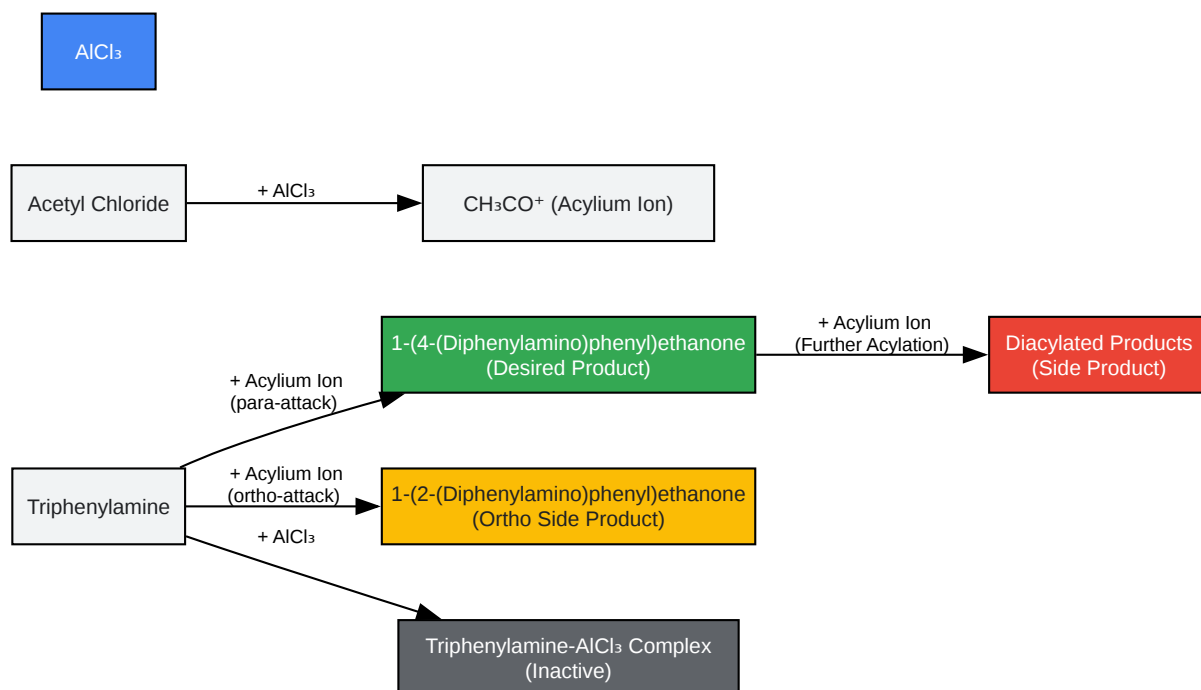 AlCl₃
Acetyl Chloride
+ AlCl₃
CH₃CO⁺ (Acylium Ion)
1-(4-(Diphenylamino)phenyl)ethanone
(Desired Product)
+ Acylium Ion
(Further Acylation)
Diacylated Products
(Side Product)
+ Acylium Ion
(para-attack)
Triphenylamine
+ Acylium Ion
(ortho-attack)
1-(2-(Diphenylamino)phenyl)ethanone
(Ortho Side Product)
+ AlCl₃
Triphenylamine-AlCl₃ Complex
(Inactive)